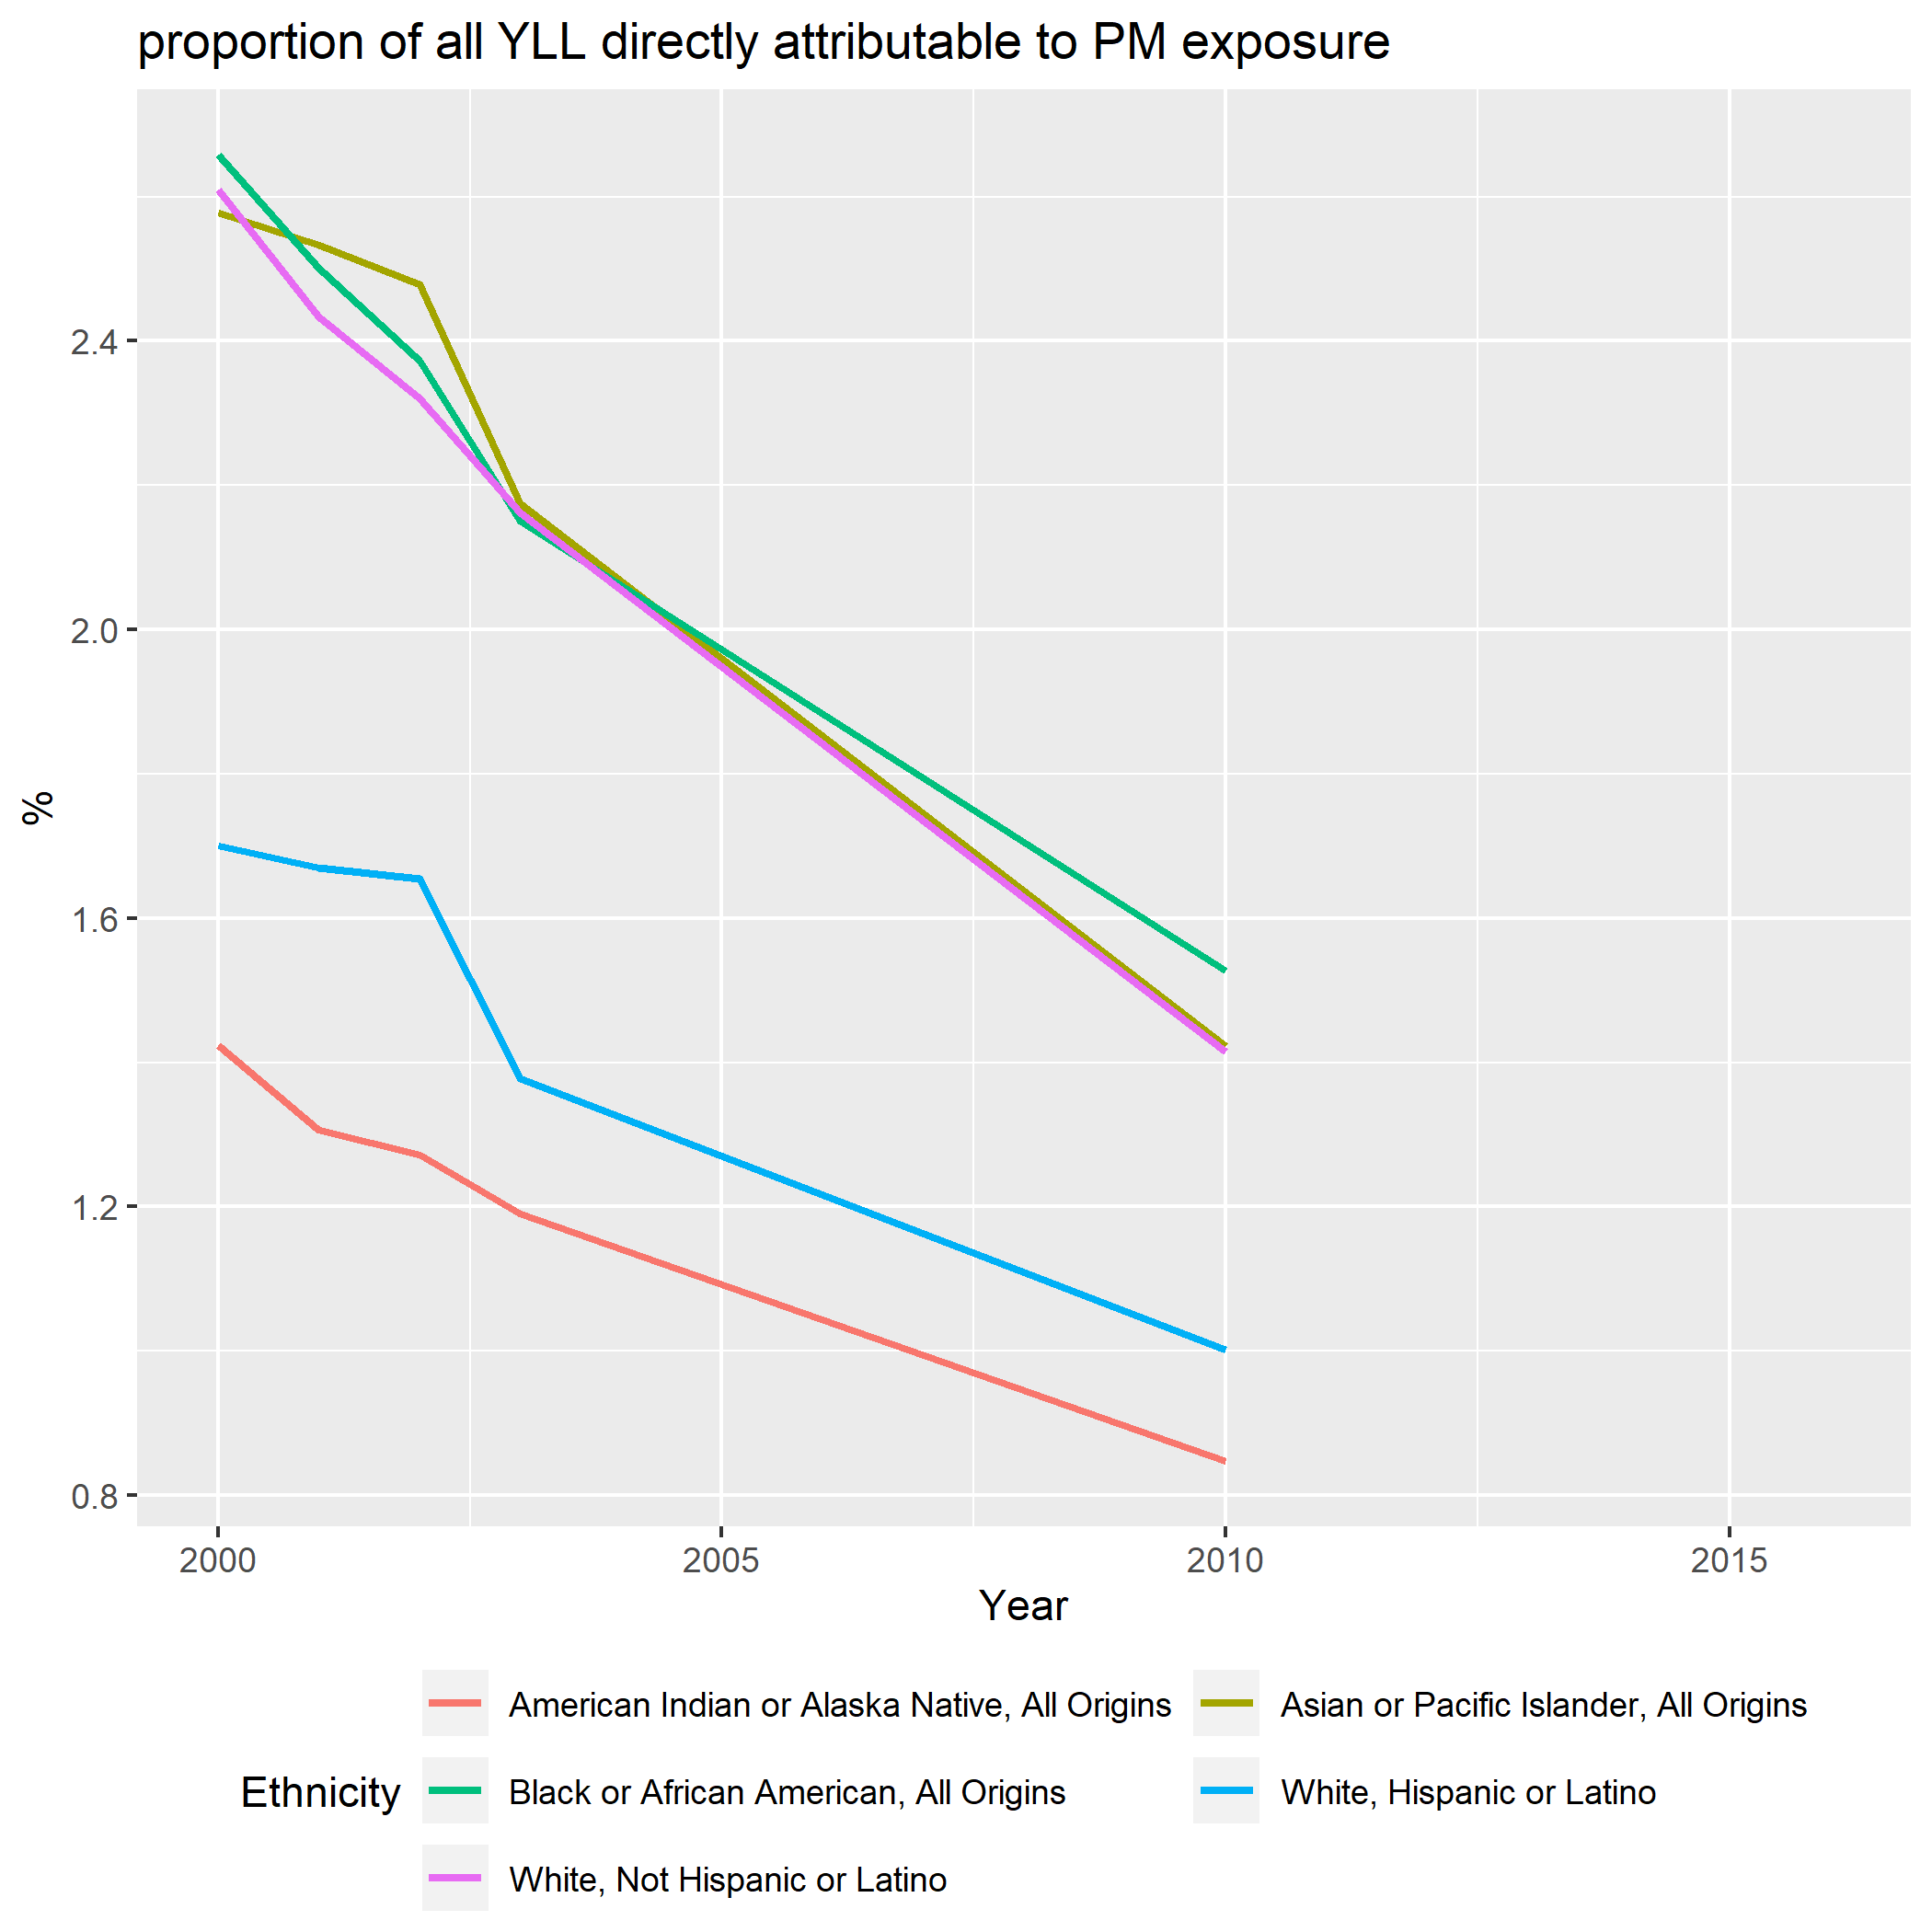 proportion of all YLL directly attributable to PM exposure
2.4
2.0
%
1.6
1.2
0.8
2000 2005 2010 2015
Year
American Indian or Alaska Native, All Origins Asian or Pacific Islander, All Origins
Ethnicity Black or African American, All Origins White, Hispanic or Latino
White, Not Hispanic or Latino